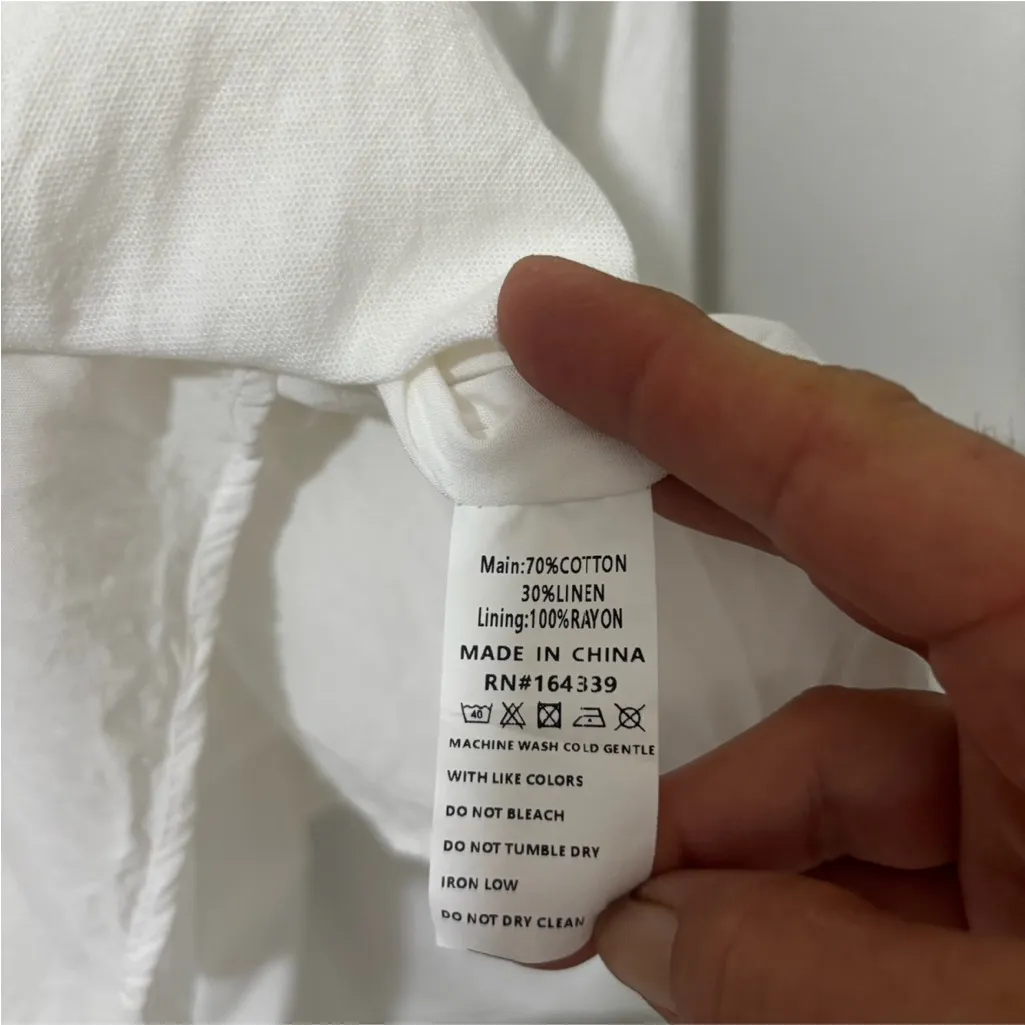 Main:70%COTTON
30%LINEN
Lining:100%RAYON
MADE IN CHINA
RN#164339
40
MACHINE WASH COLD GENTLE
WITH LIKE COLORS
DO NOT BLEACH
DO NOT TUMBLE DRY
IRON LOW
DO NOT DRY CLEAN